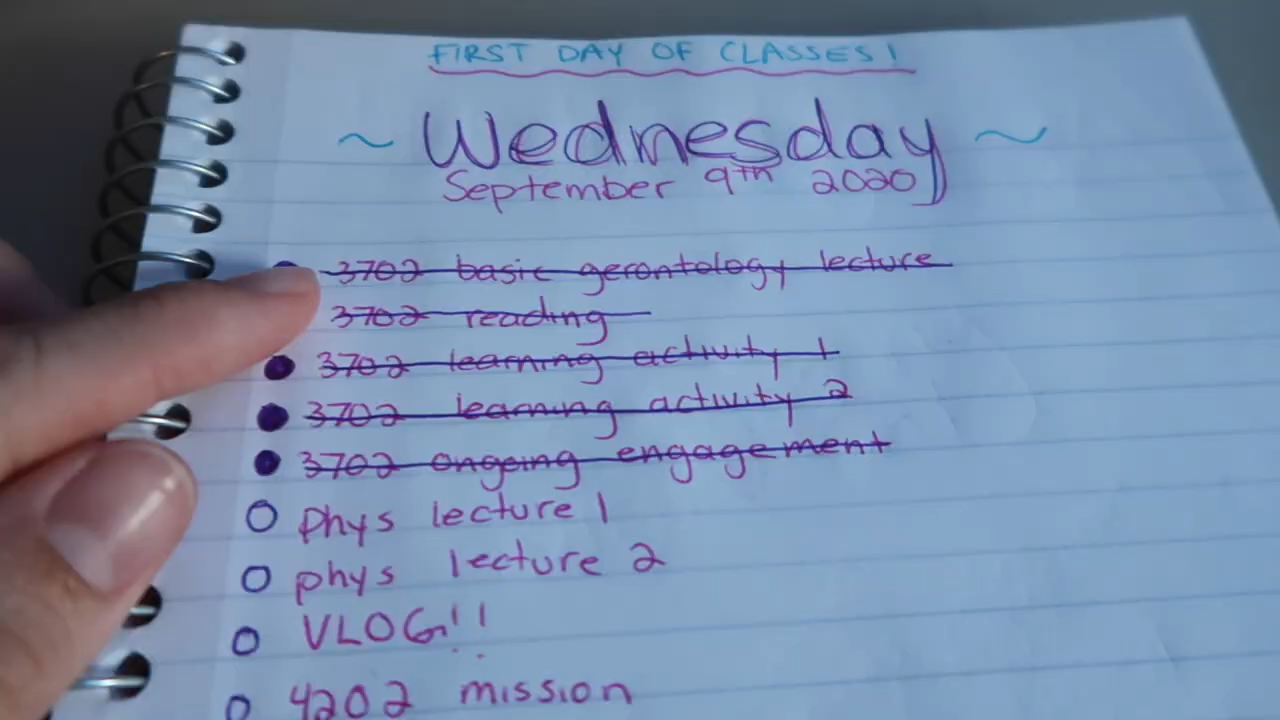 FIRST DAY OF CLASSES!
~ Wednesday ~
September 9th 2020
3702 basic gerontology lecture
3702 reading
3702 learning activity 1
3702 learning activity 2
3702 ongoing engagement
phys lecture 1
phys lecture 2
VLOG!!
4202 mission